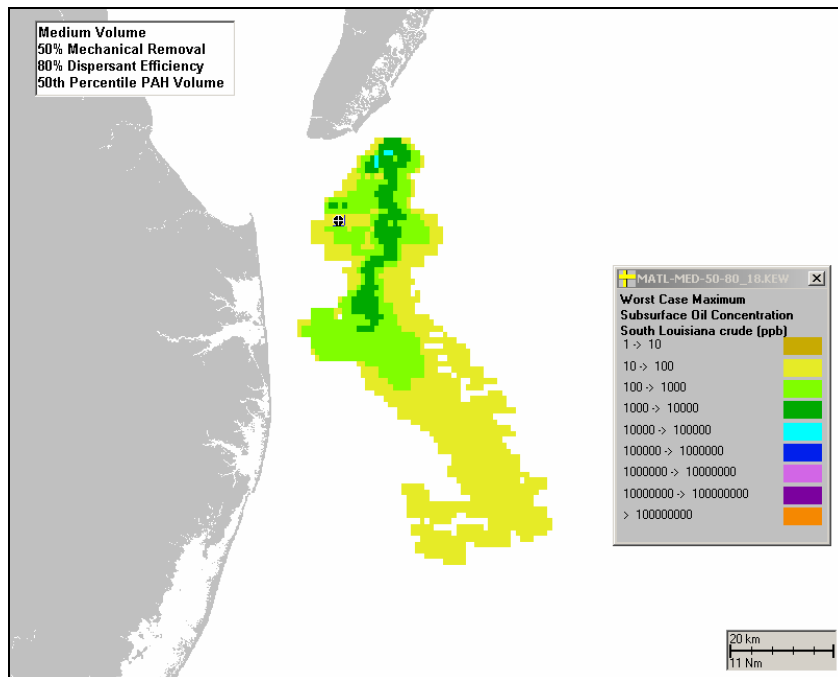 Medium Volume
50% Mechanical Removal
80% Dispersant Efficiency
50th Percentile PAH Volume
MATL-MED-50-80_18.KEW
Worst Case Maximum
Subsurface Oil Concentration
South Louisiana crude (ppb)
1 -> 10
10 -> 100
100 -> 1000
1000 -> 10000
10000 -> 100000
100000 -> 1000000
1000000 -> 10000000
10000000 -> 100000000
> 100000000
20 km
11 Nm